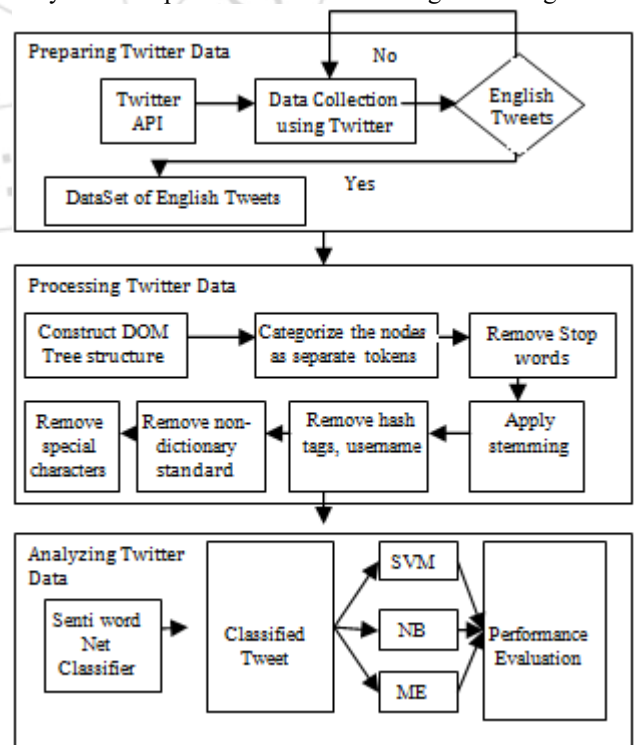 Preparing Twitter Data
No
Twitter
API
Data Collection
using Twitter
English
Tweets
Yes
DataSet of English Tweets
Processing Twitter Data
Construct DOM
Tree structure
Categorize the nodes
as separate tokens
Remove Stop
words
Apply
stemming
Remove hash
tags, username
Remove non-
dictionary
standard
Remove
special
characters
Analyzing Twitter
Data
Senti word
Net
Classifier
Classified
Tweet
SVM
NB
ME
Performance
Evaluation